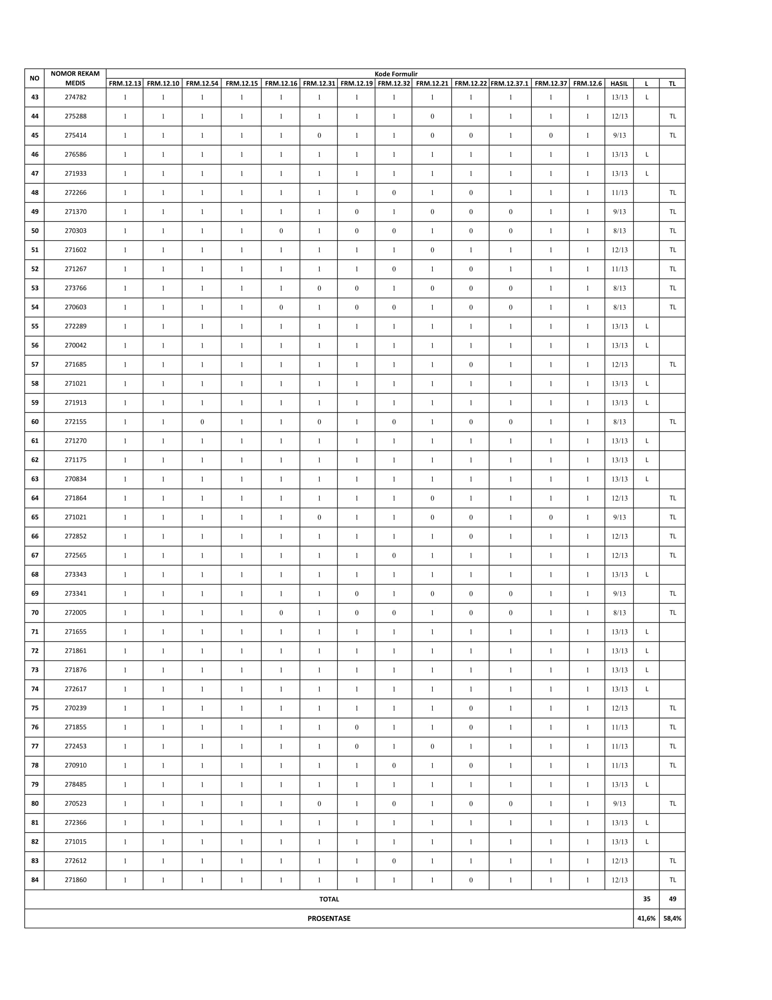 NO NOMOR REKAM MEDIS Kode Formulir
FRM.12.13 FRM.12.10 FRM.12.54 FRM.12.15 FRM.12.16 FRM.12.31 FRM.12.19 FRM.12.32 FRM.12.21 FRM.12.22 FRM.12.37.1 FRM.12.37 FRM.12.6 HASIL L TL
43 274782 1 1 1 1 1 1 1 1 1 1 1 1 1 13/13 L
44 275288 1 1 1 1 1 1 1 1 0 1 1 1 1 12/13 TL
45 275414 1 1 1 1 1 0 1 1 0 0 1 0 1 9/13 TL
46 276586 1 1 1 1 1 1 1 1 1 1 1 1 1 13/13 L
47 271933 1 1 1 1 1 1 1 1 1 1 1 1 1 13/13 L
48 272266 1 1 1 1 1 1 1 0 1 0 1 1 1 11/13 TL
49 271370 1 1 1 1 1 1 0 1 0 0 0 1 1 9/13 TL
50 270303 1 1 1 1 0 1 0 0 1 0 0 1 1 8/13 TL
51 271602 1 1 1 1 1 1 1 1 0 1 1 1 1 12/13 TL
52 271267 1 1 1 1 1 1 1 0 1 0 1 1 1 11/13 TL
53 273766 1 1 1 1 1 0 0 1 0 0 0 1 1 8/13 TL
54 270603 1 1 1 1 0 1 0 0 1 0 0 1 1 8/13 TL
55 272289 1 1 1 1 1 1 1 1 1 1 1 1 1 13/13 L
56 270042 1 1 1 1 1 1 1 1 1 1 1 1 1 13/13 L
57 271685 1 1 1 1 1 1 1 1 1 0 1 1 1 12/13 TL
58 271021 1 1 1 1 1 1 1 1 1 1 1 1 1 13/13 L
59 271913 1 1 1 1 1 1 1 1 1 1 1 1 1 13/13 L
60 272155 1 1 0 1 1 0 1 0 1 0 0 1 1 8/13 TL
61 271270 1 1 1 1 1 1 1 1 1 1 1 1 1 13/13 L
62 271175 1 1 1 1 1 1 1 1 1 1 1 1 1 13/13 L
63 270834 1 1 1 1 1 1 1 1 1 1 1 1 1 13/13 L
64 271864 1 1 1 1 1 1 1 1 0 1 1 1 1 12/13 TL
65 271021 1 1 1 1 1 0 1 1 0 0 1 0 1 9/13 TL
66 272852 1 1 1 1 1 1 1 1 1 0 1 1 1 12/13 TL
67 272565 1 1 1 1 1 1 1 0 1 1 1 1 1 12/13 TL
68 273343 1 1 1 1 1 1 1 1 1 1 1 1 1 13/13 L
69 273341 1 1 1 1 1 1 0 1 0 0 0 1 1 9/13 TL
70 272005 1 1 1 1 0 1 0 0 1 0 0 1 1 8/13 TL
71 271655 1 1 1 1 1 1 1 1 1 1 1 1 1 13/13 L
72 271861 1 1 1 1 1 1 1 1 1 1 1 1 1 13/13 L
73 271876 1 1 1 1 1 1 1 1 1 1 1 1 1 13/13 L
74 272617 1 1 1 1 1 1 1 1 1 1 1 1 1 13/13 L
75 270239 1 1 1 1 1 1 1 1 1 0 1 1 1 12/13 TL
76 271855 1 1 1 1 1 1 0 1 1 0 1 1 1 11/13 TL
77 272453 1 1 1 1 1 1 0 1 0 1 1 1 1 11/13 TL
78 270910 1 1 1 1 1 1 1 0 1 0 1 1 1 11/13 TL
79 278485 1 1 1 1 1 1 1 1 1 1 1 1 1 13/13 L
80 270523 1 1 1 1 1 0 1 0 1 0 0 1 1 9/13 TL
81 272366 1 1 1 1 1 1 1 1 1 1 1 1 1 13/13 L
82 271015 1 1 1 1 1 1 1 1 1 1 1 1 1 13/13 L
83 272612 1 1 1 1 1 1 1 0 1 1 1 1 1 12/13 TL
84 271860 1 1 1 1 1 1 1 1 1 0 1 1 1 12/13 TL
TOTAL 35 49
PROSENTASE 41,6% 58,4%